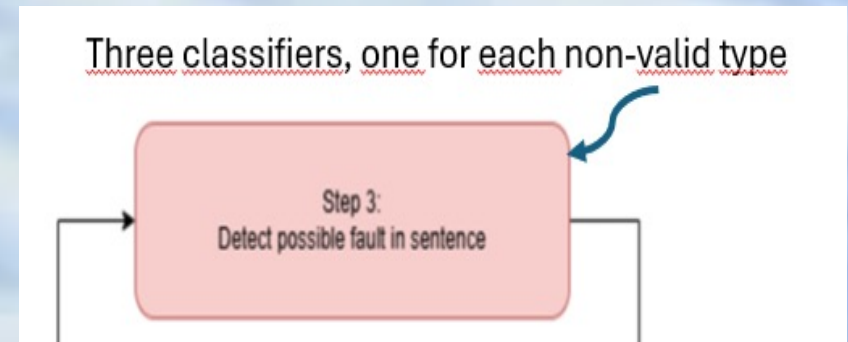 Three classifiers, one for each non-valid type
Step 3:
Detect possible fault in sentence